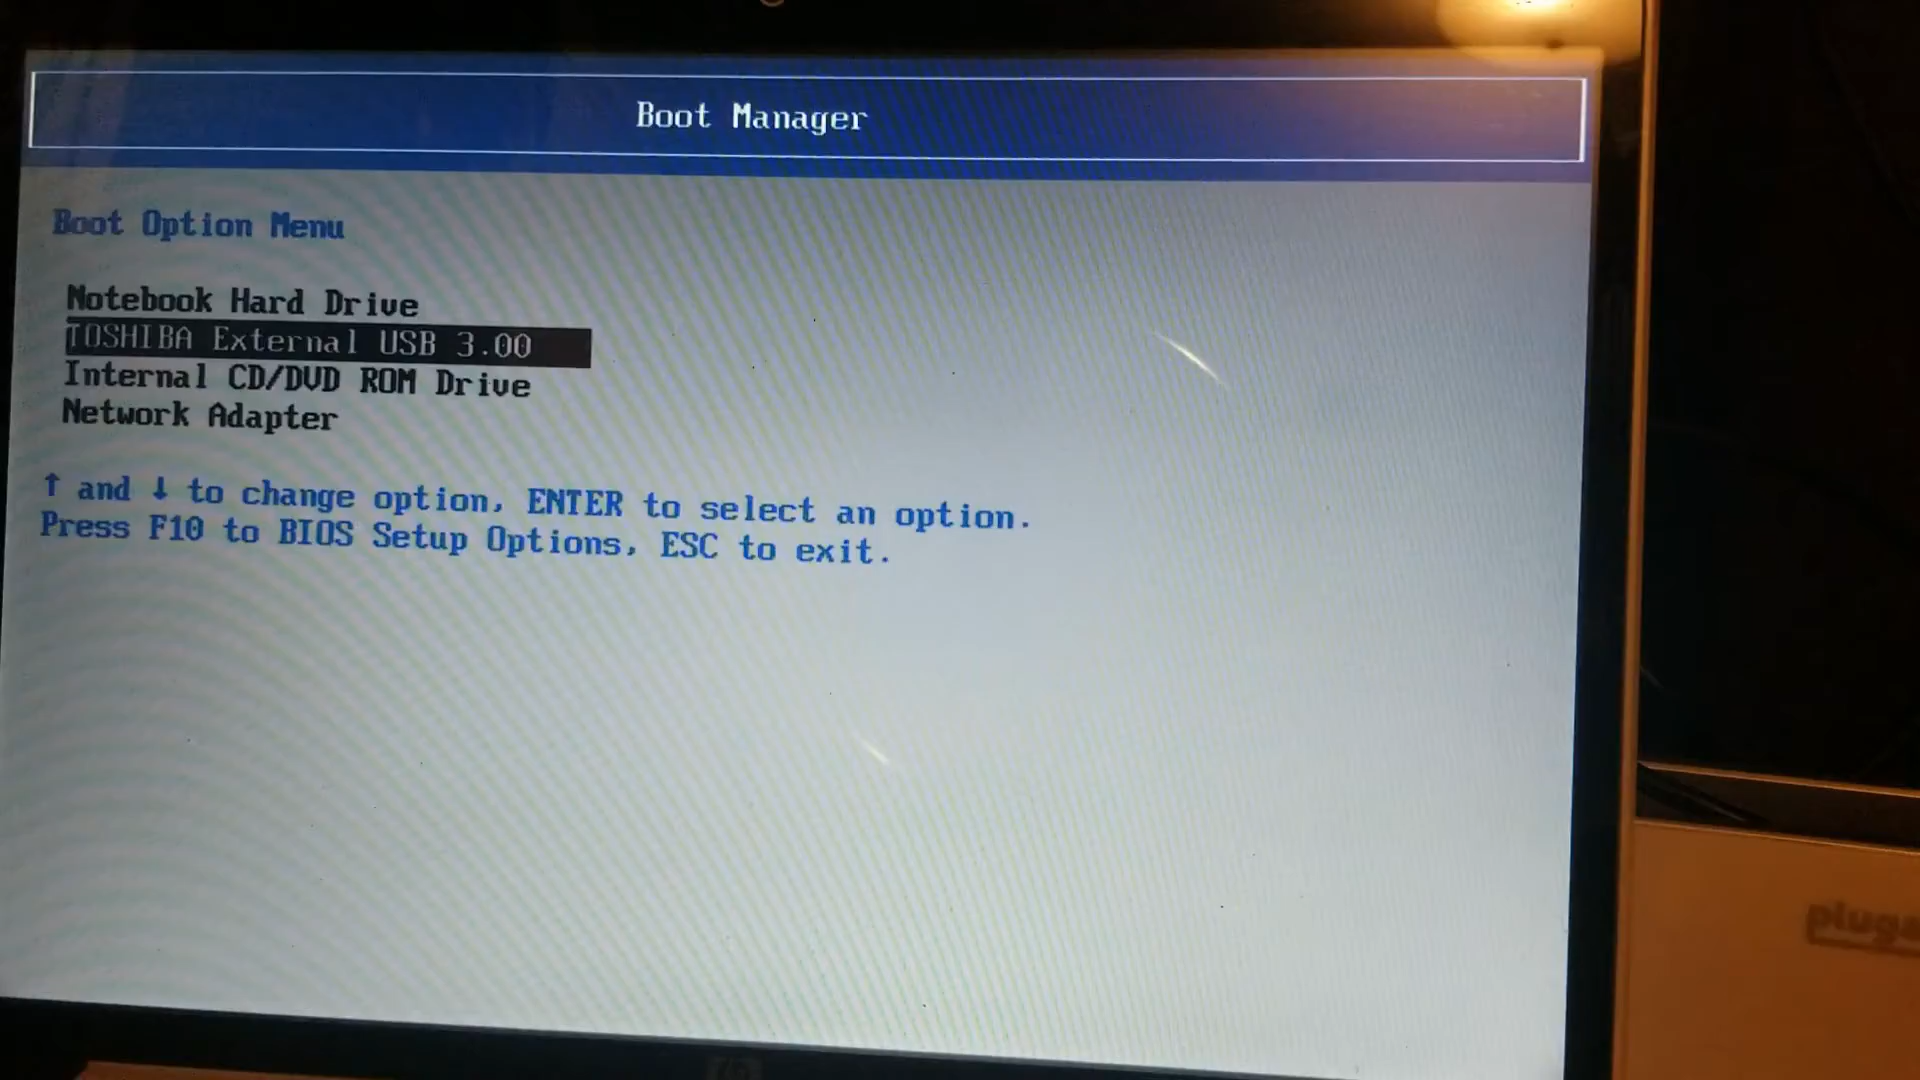 Boot Manager
Boot Option Menu
Notebook Hard Drive
TOSHIBA External USB 3.00
Internal CD/DVD ROM Drive
Network Adapter
↑ and ↓ to change option, ENTER to select an option.
Press F10 to BIOS Setup Options, ESC to exit.